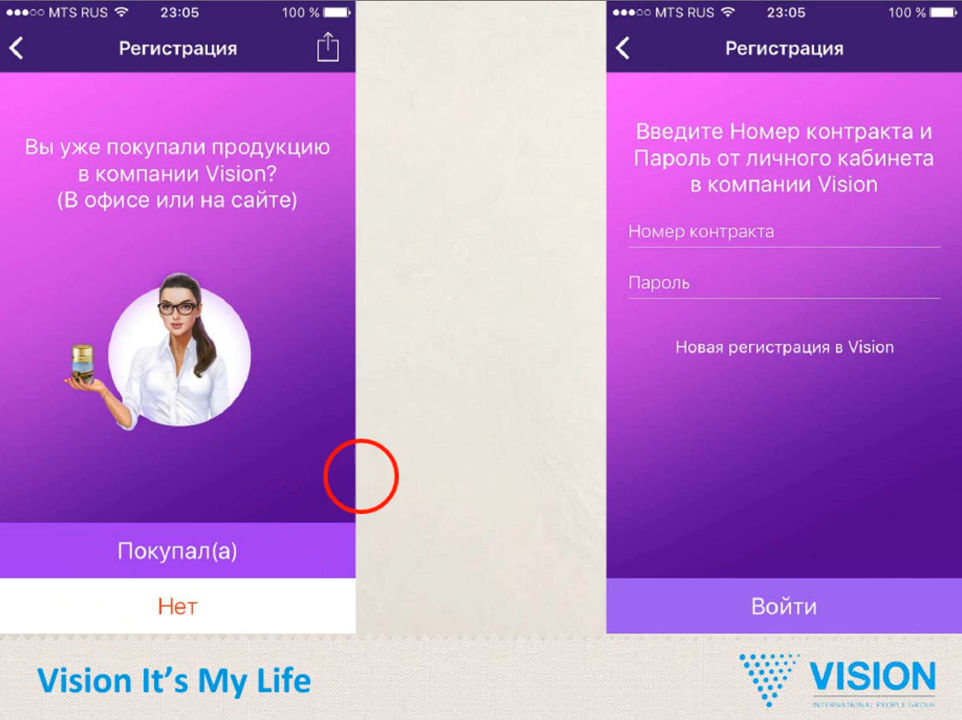 MTS RUS 23:05 100 %
Регистрация
Вы уже покупали продукцию
в компании Vision?
(В офисе или на сайте)
Покупал(а)
Нет
MTS RUS 23:05 100 %
Регистрация
Введите Номер контракта и
Пароль от личного кабинета
в компании Vision
Номер контракта
Пароль
Новая регистрация в Vision
Войти
Vision It's My Life
VISION
INTERNATIONAL PEOPLE GROUP